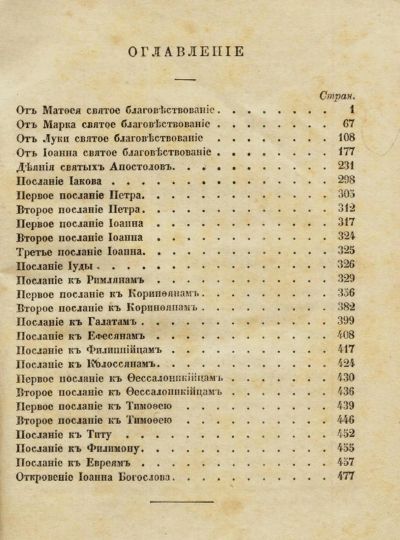 ОГЛАВЛЕНІЕ
Стран.
Отъ Матѳея святое благовѣствованіе 1
Отъ Марка святое благовѣствованіе 67
Отъ Луки святое благовѣствованіе 108
Отъ Іоанна святое благовѣствованіе 177
Дѣянія святыхъ Апостоловъ 231
Посланіе Іакова 298
Первое посланіе Петра 305
Второе посланіе Петра 312
Первое посланіе Іоанна 317
Второе посланіе Іоанна 324
Третье посланіе Іоанна 325
Посланіе Іуды 326
Посланіе къ Римлянамъ 329
Первое посланіе къ Коринѳянамъ 356
Второе посланіе къ Коринѳянамъ 382
Посланіе къ Галатамъ 399
Посланіе къ Ефесянамъ 408
Посланіе къ Филиппійцамъ 417
Посланіе къ Колоссянамъ 424
Первое посланіе къ Ѳессалоникійцамъ 430
Второе посланіе къ Ѳессалоникійцамъ 436
Первое посланіе къ Тимоѳею 439
Второе посланіе къ Тимоѳею 446
Посланіе къ Титу 452
Посланіе къ Филимону 455
Посланіе къ Евреямъ 457
Откровеніе Іоанна Богослова 477